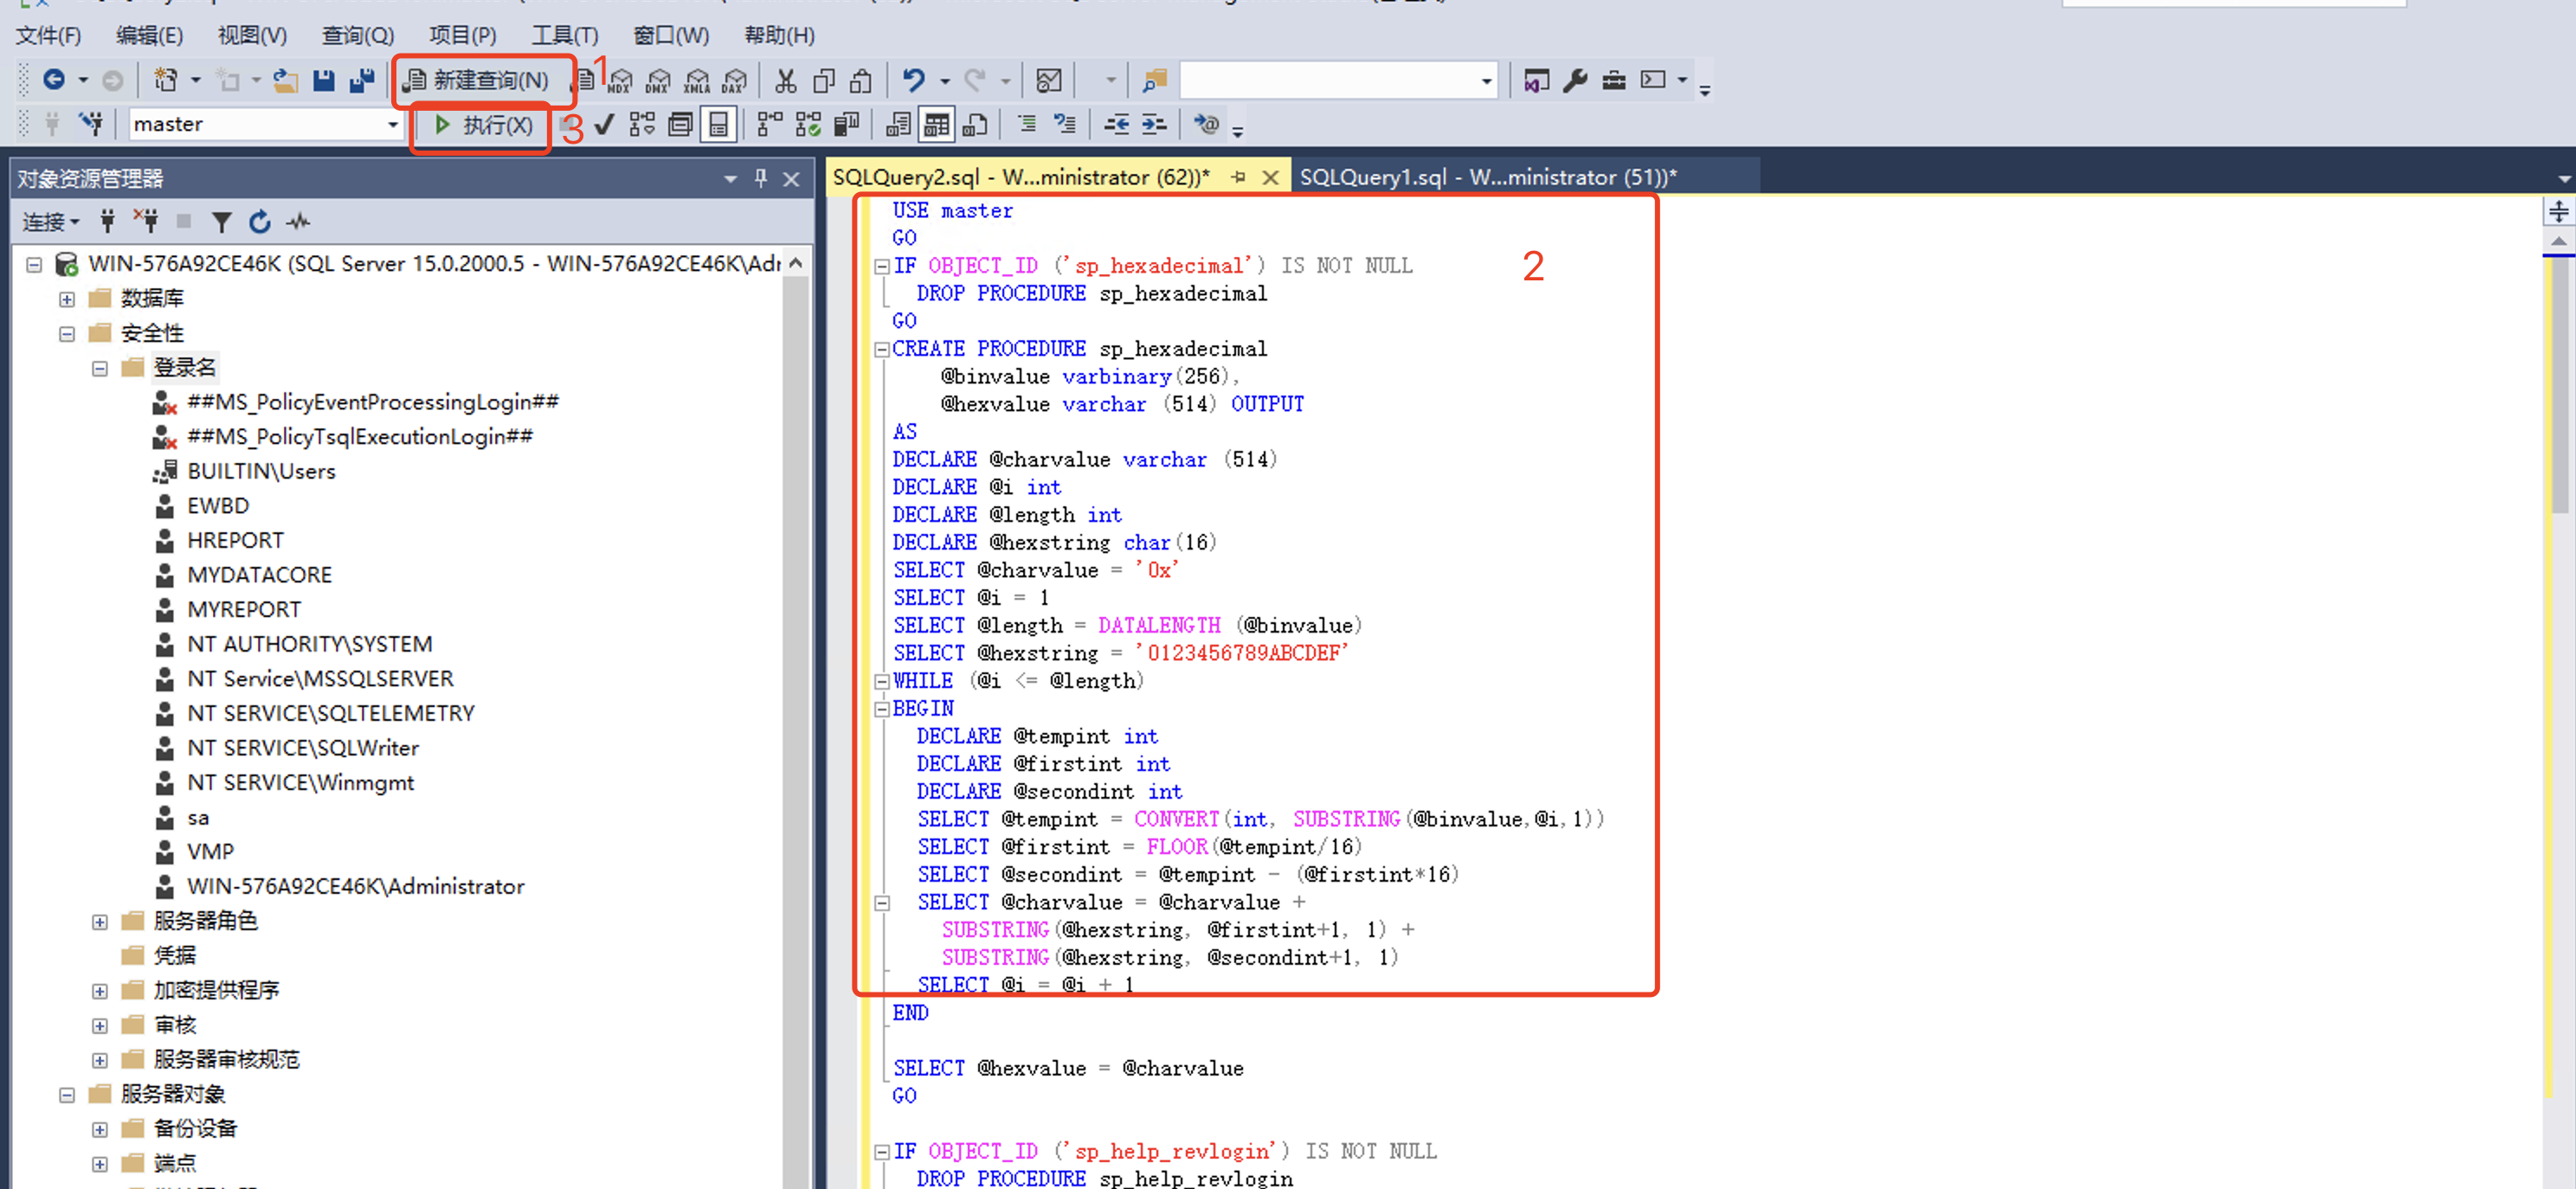 文件(F) 编辑(E) 视图(V) 查询(Q) 项目(P) 工具(T) 窗口(W) 帮助(H)
新建查询(N) 1 MDX DMX XMLA DAX
master 执行(X) 3
对象资源管理器
连接
WIN-576A92CE46K (SQL Server 15.0.2000.5 - WIN-576A92CE46K\Adr
数据库
安全性
登录名
##MS_PolicyEventProcessingLogin##
##MS_PolicyTsqlExecutionLogin##
BUILTIN\Users
EWBD
HREPORT
MYDATACORE
MYREPORT
NT AUTHORITY\SYSTEM
NT Service\MSSQLSERVER
NT SERVICE\SQLTELEMETRY
NT SERVICE\SQLWriter
NT SERVICE\Winmgmt
sa
VMP
WIN-576A92CE46K\Administrator
服务器角色
凭据
加密提供程序
审核
服务器审核规范
服务器对象
备份设备
端点
SQLQuery2.sql - W...ministrator (62))* SQLQuery1.sql - W...ministrator (51))*
2
USE master
GO
IF OBJECT_ID ('sp_hexadecimal') IS NOT NULL
DROP PROCEDURE sp_hexadecimal
GO
CREATE PROCEDURE sp_hexadecimal
@binvalue varbinary(256),
@hexvalue varchar (514) OUTPUT
AS
DECLARE @charvalue varchar (514)
DECLARE @i int
DECLARE @length int
DECLARE @hexstring char(16)
SELECT @charvalue = '0x'
SELECT @i = 1
SELECT @length = DATALENGTH (@binvalue)
SELECT @hexstring = '0123456789ABCDEF'
WHILE (@i <= @length)
BEGIN
DECLARE @tempint int
DECLARE @firstint int
DECLARE @secondint int
SELECT @tempint = CONVERT(int, SUBSTRING(@binvalue,@i,1))
SELECT @firstint = FLOOR(@tempint/16)
SELECT @secondint = @tempint - (@firstint*16)
SELECT @charvalue = @charvalue +
SUBSTRING(@hexstring, @firstint+1, 1) +
SUBSTRING(@hexstring, @secondint+1, 1)
SELECT @i = @i + 1
END
SELECT @hexvalue = @charvalue
GO
IF OBJECT_ID ('sp_help_revlogin') IS NOT NULL
DROP PROCEDURE sp_help_revlogin